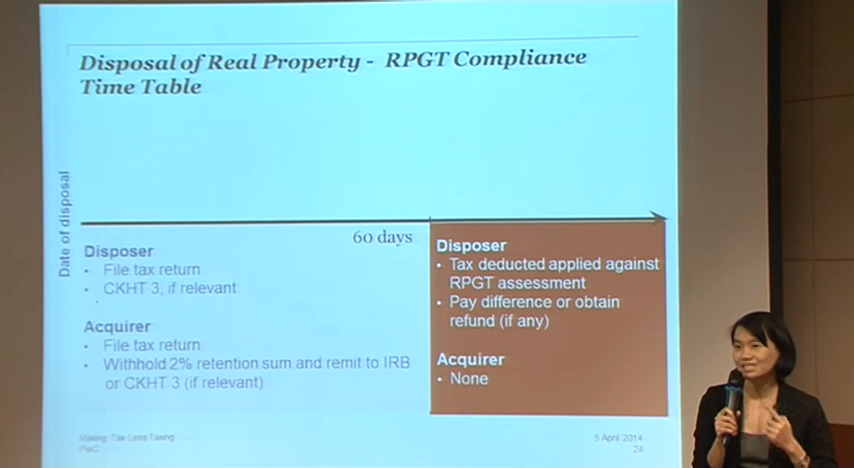 Disposal of Real Property - RPGT Compliance
Time Table
Date of disposal
60 days
Disposer
• File tax return
• CKHT 3, if relevant
Acquirer
• File tax return
• Withhold 2% retention sum and remit to IRB
or CKHT 3 (if relevant)
Disposer
• Tax deducted applied against
RPGT assessment
• Pay difference or obtain
refund (if any)
Acquirer
• None
Making Tax Less Taxing
PwC
5 April 2014
24